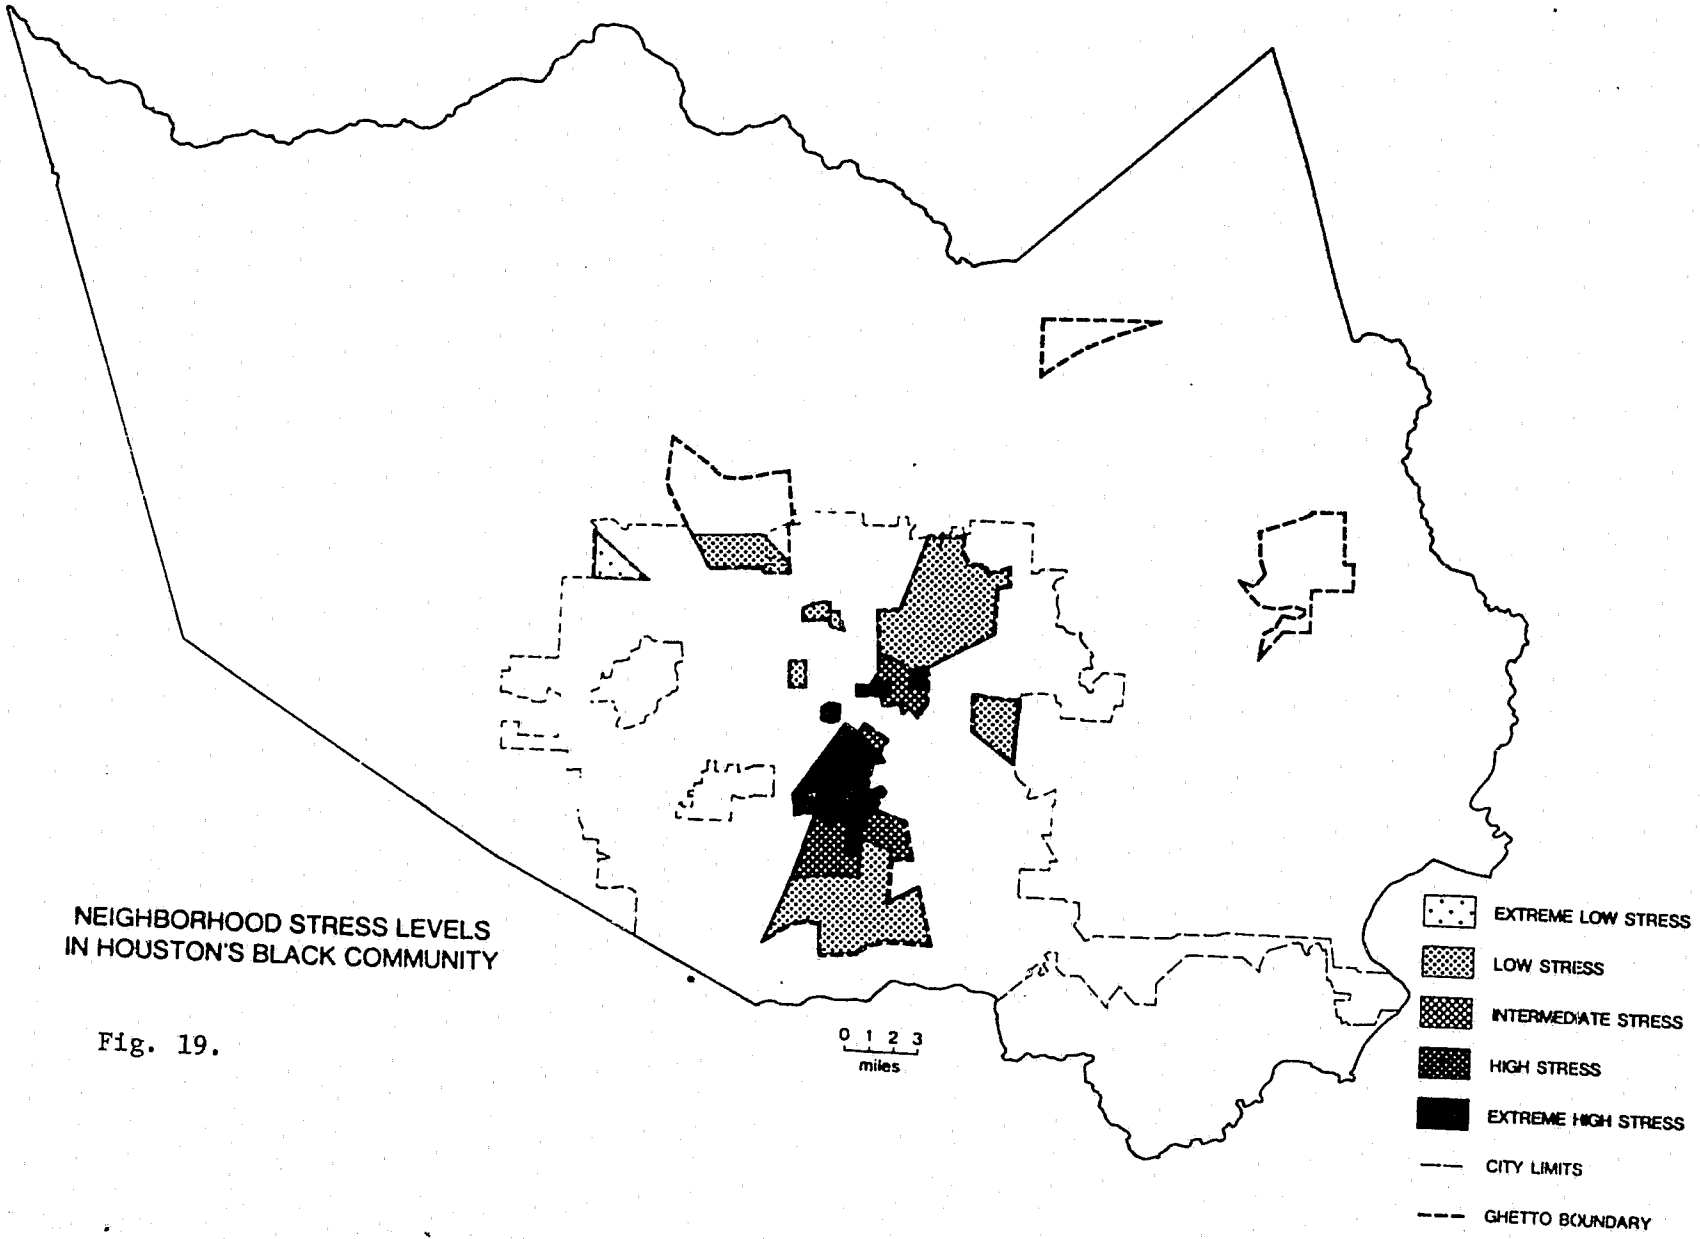 NEIGHBORHOOD STRESS LEVELS
IN HOUSTON'S BLACK COMMUNITY
Fig. 19.
0 1 2 3
miles
EXTREME LOW STRESS
LOW STRESS
INTERMEDIATE STRESS
HIGH STRESS
EXTREME HIGH STRESS
CITY LIMITS
GHETTO BOUNDARY